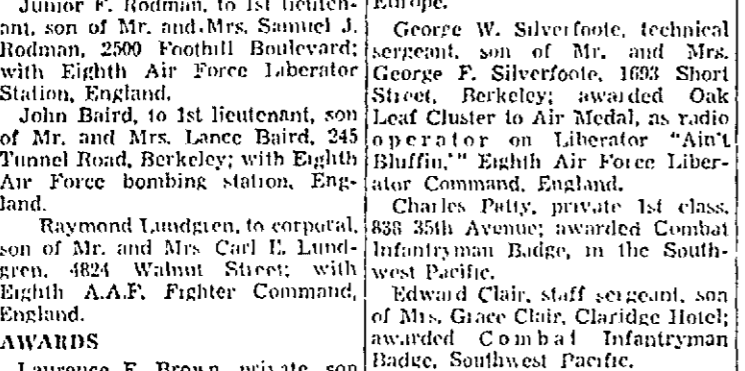 Junior F. Rodman, to 1st lieuten-
ant, son of Mr. and Mrs. Samuel J.
Rodman, 2500 Foothill Boulevard;
with Eighth Air Force Liberator
Station, England.
John Baird, to 1st lieutenant, son
of Mr. and Mrs. Lance Baird, 245
Tunnel Road, Berkeley; with Eighth
Air Force bombing station, Eng-
land.
Raymond Lundgren, to corporal,
son of Mr. and Mrs Carl E. Lund-
gren, 4824 Walnut Street; with
Eighth A.A.F. Fighter Command,
England.
AWARDS
Laurence F. Brown, private, son
Europe.
George W. Silverfoote, technical
sergeant, son of Mr. and Mrs.
George F. Silverfoote, 1693 Short
Street, Berkeley; awarded Oak
Leaf Cluster to Air Medal, as radio
operator on Liberator "Ain't
Bluffin,'" Eighth Air Force Liber-
ator Command, England.
Charles Patty, private 1st class,
838 35th Avenue; awarded Combat
Infantryman Badge, in the South-
west Pacific.
Edward Clair, staff sergeant, son
of Mrs. Grace Clair, Claridge Hotel;
awarded Combat Infantryman
Badge, Southwest Pacific.